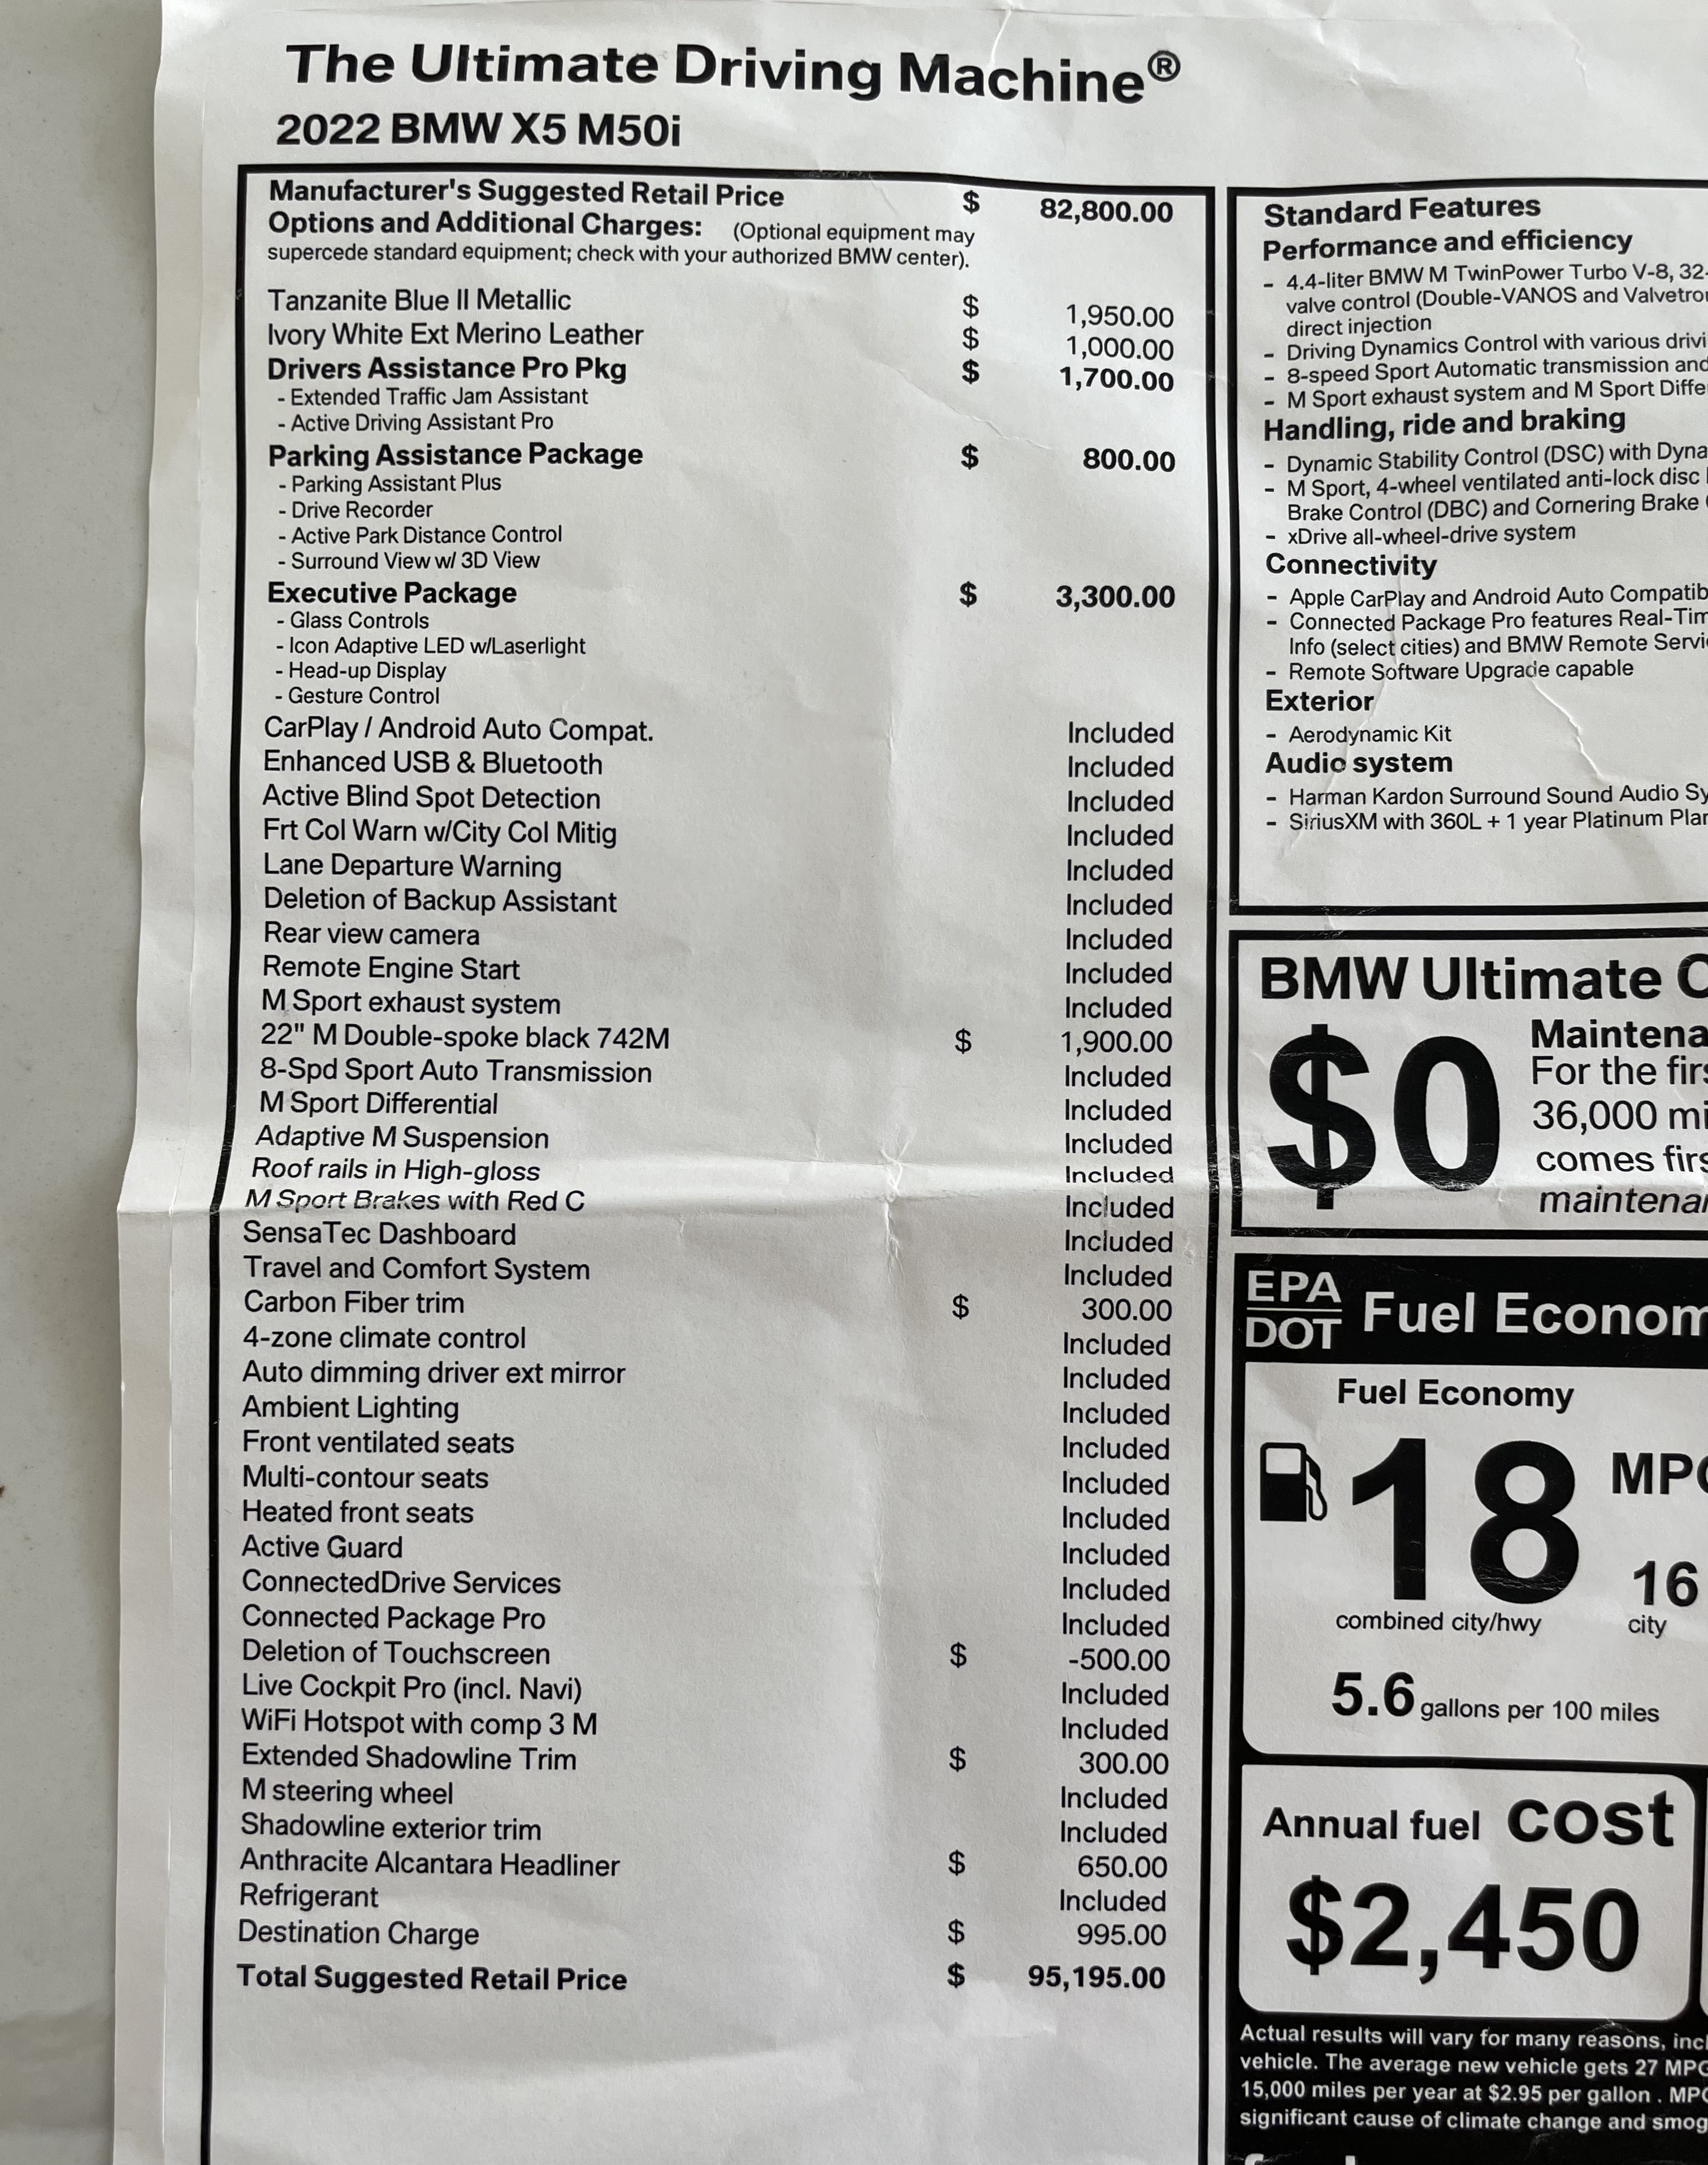 The Ultimate Driving Machine®
2022 BMW X5 M50i
Manufacturer's Suggested Retail Price $ 82,800.00
Options and Additional Charges: (Optional equipment may
supercede standard equipment; check with your authorized BMW center).
Tanzanite Blue II Metallic $ 1,950.00
Ivory White Ext Merino Leather $ 1,000.00
Drivers Assistance Pro Pkg $ 1,700.00
- Extended Traffic Jam Assistant
- Active Driving Assistant Pro
Parking Assistance Package $ 800.00
- Parking Assistant Plus
- Drive Recorder
- Active Park Distance Control
- Surround View w/ 3D View
Executive Package $ 3,300.00
- Glass Controls
- Icon Adaptive LED w/Laserlight
- Head-up Display
- Gesture Control
CarPlay / Android Auto Compat. Included
Enhanced USB & Bluetooth Included
Active Blind Spot Detection Included
Frt Col Warn w/City Col Mitig Included
Lane Departure Warning Included
Deletion of Backup Assistant Included
Rear view camera Included
Remote Engine Start Included
M Sport exhaust system Included
22" M Double-spoke black 742M $ 1,900.00
8-Spd Sport Auto Transmission Included
M Sport Differential Included
Adaptive M Suspension Included
Roof rails in High-gloss Included
M Sport Brakes with Red C Included
SensaTec Dashboard Included
Travel and Comfort System Included
Carbon Fiber trim $ 300.00
4-zone climate control Included
Auto dimming driver ext mirror Included
Ambient Lighting Included
Front ventilated seats Included
Multi-contour seats Included
Heated front seats Included
Active Guard Included
ConnectedDrive Services Included
Connected Package Pro Included
Deletion of Touchscreen $ -500.00
Live Cockpit Pro (incl. Navi) Included
WiFi Hotspot with comp 3 M Included
Extended Shadowline Trim $ 300.00
M steering wheel Included
Shadowline exterior trim Included
Anthracite Alcantara Headliner $ 650.00
Refrigerant Included
Destination Charge $ 995.00
Total Suggested Retail Price $ 95,195.00
Standard Features
Performance and efficiency
- 4.4-liter BMW M TwinPower Turbo V-8, 32-
valve control (Double-VANOS and
direct injection
- Driving Dynamics Control with various
- 8-speed Sport Automatic transmission and
- M Sport exhaust system and M Sport
Handling, ride and braking
- Dynamic Stability Control (DSC) with
- M Sport, 4-wheel ventilated anti-lock disc
Brake Control (DBC) and Cornering Brake
- xDrive all-wheel-drive system
Connectivity
- Apple CarPlay and Android Auto
- Connected Package Pro features
Info (select cities) and BMW Remote
- Remote Software Upgrade capable
Exterior
- Aerodynamic Kit
Audio system
- Harman Kardon Surround Sound Audio
- SiriusXM with 360L + 1 year Platinum
BMW Ultimate
$0
For the
36,000
comes
EPA
DOT
Fuel
Fuel Economy
18
combined city/hwy
16
city
5.6 gallons per 100 miles
Annual fuel cost
$2,450
Actual results will vary for many reasons,
vehicle. The average new vehicle gets 27
15,000 miles per year at $2.95 per gallon .
significant cause of climate change and